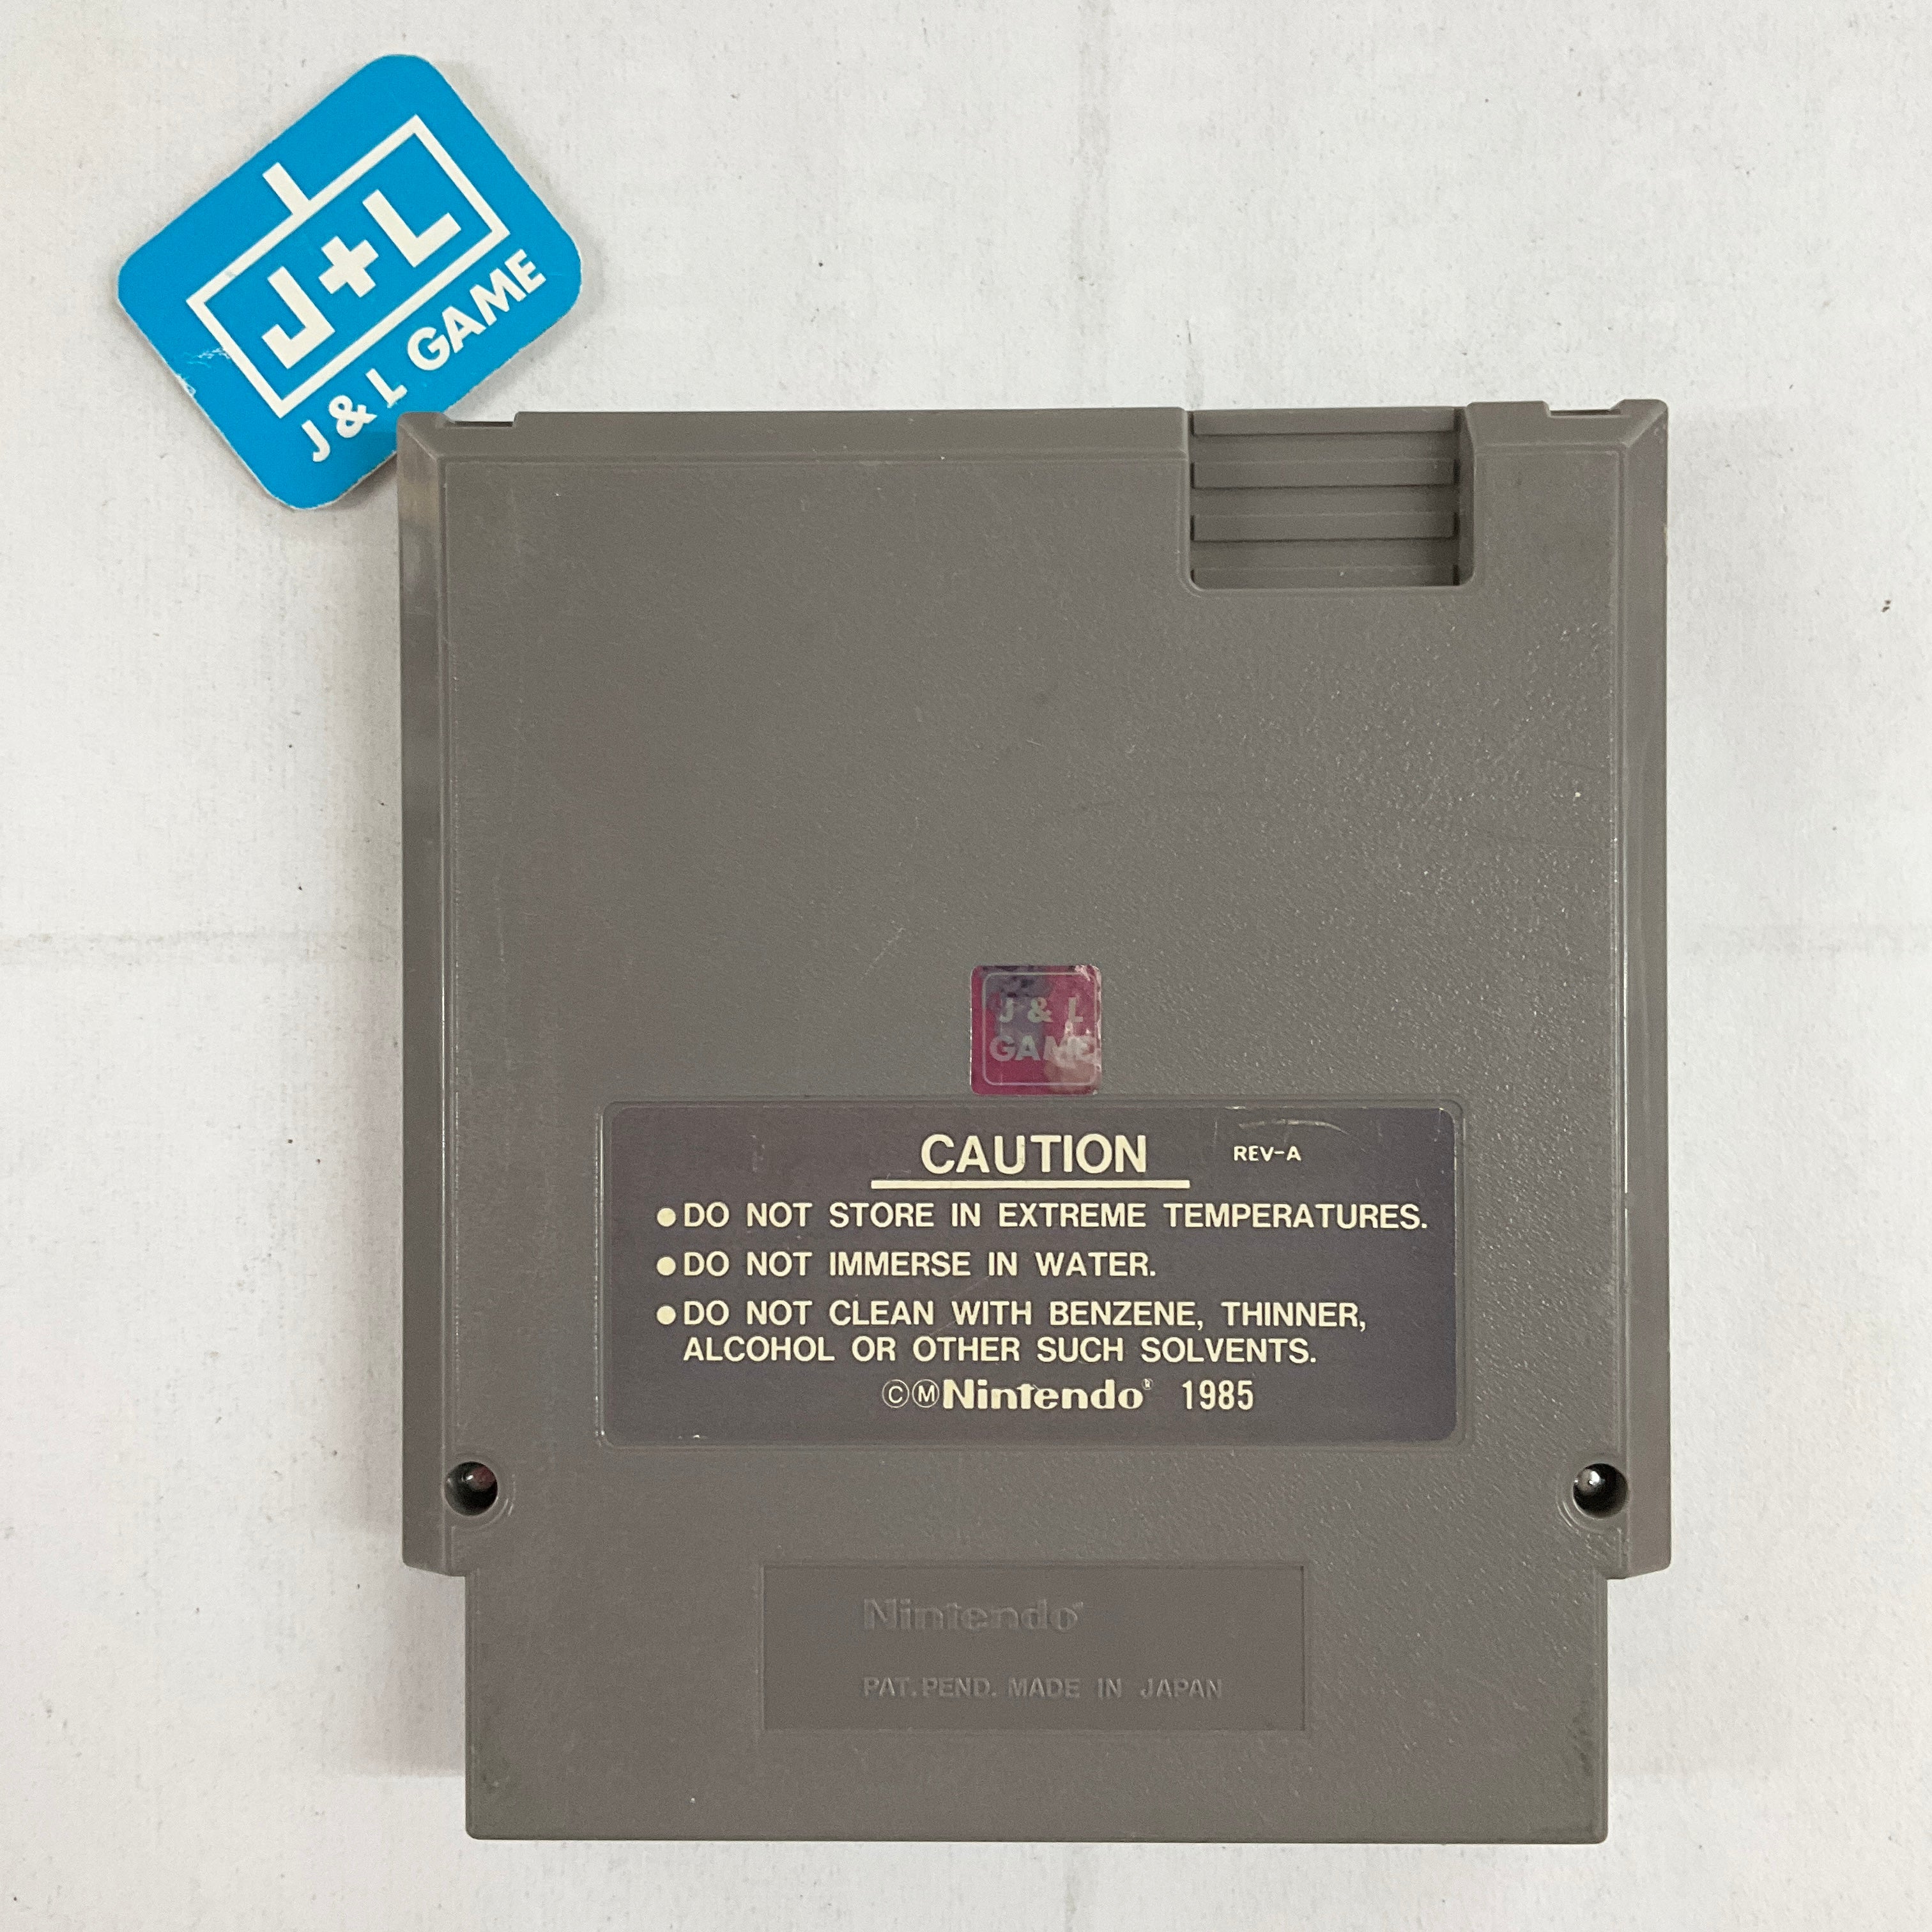 J+L
J & L GAME
J & L
GAME
CAUTION REV-A
●DO NOT STORE IN EXTREME TEMPERATURES.
●DO NOT IMMERSE IN WATER.
●DO NOT CLEAN WITH BENZENE, THINNER,
ALCOHOL OR OTHER SUCH SOLVENTS.
©ⓂNintendo® 1985
Nintendo®
PAT. PEND. MADE IN JAPAN